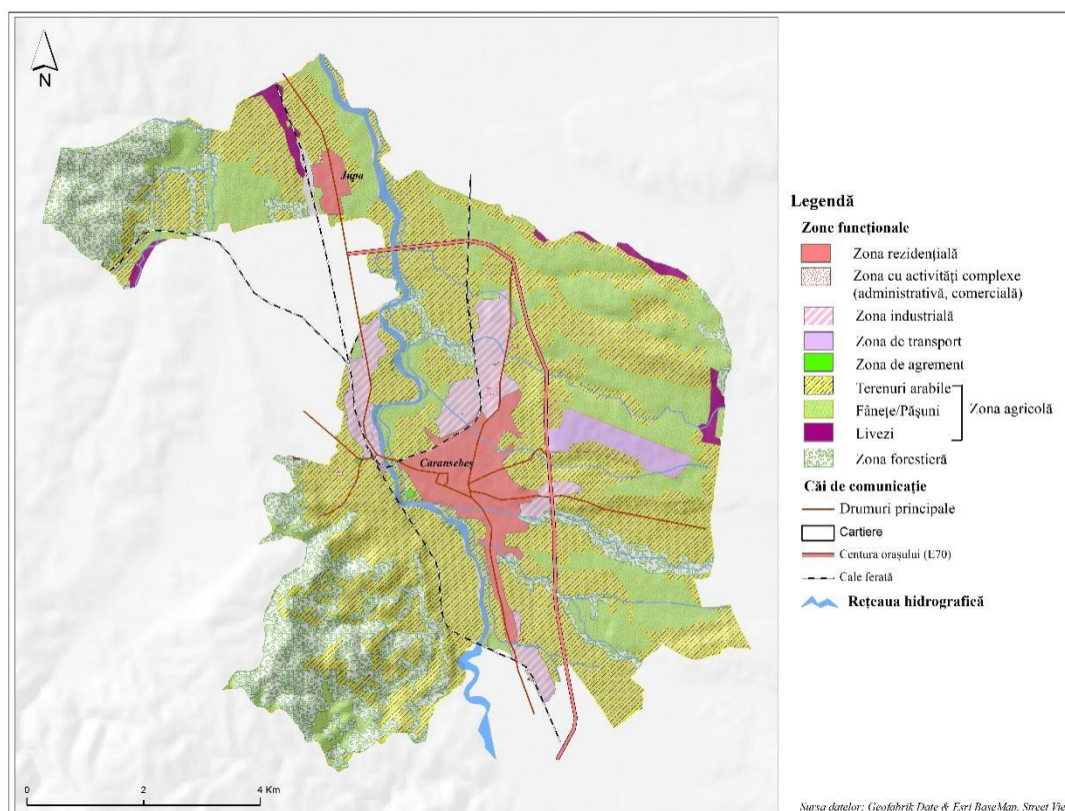 N
Jupa
Caransebeș
0 2 4 Km
Legendă
Zone funcționale
Zona rezidențială
Zona cu activități complexe
(administrativă, comercială)
Zona industrială
Zona de transport
Zona de agrement
Terenuri arabile
Fânețe/Pășuni
Zona agricolă
Livezi
Zona forestieră
Căi de comunicație
Drumuri principale
Cartiere
Centura orașului (E70)
Cale ferată
Rețeaua hidrografică
Sursa datelor: Geofabrik Date & Esri BaseMap, Street Vie